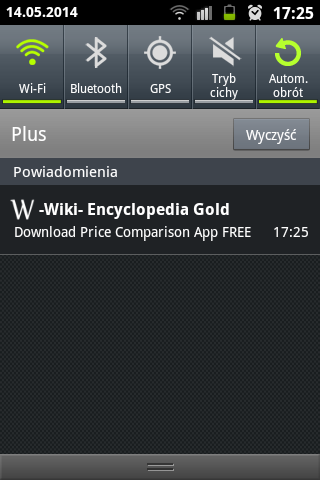 14.05.2014 17:25
Wi-Fi Bluetooth GPS Tryb cichy Autom. obrót
Plus Wyczyść
Powiadomienia
W -Wiki- Encyclopedia Gold
Download Price Comparison App FREE 17:25